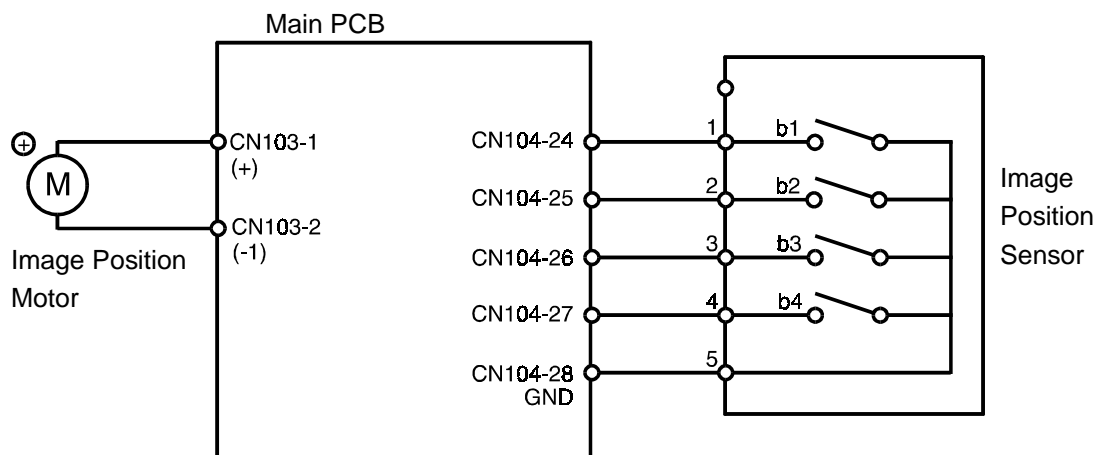 Main PCB
+
M
Image Position
Motor
CN103-1
(+)
CN103-2
(-1)
CN104-24
CN104-25
CN104-26
CN104-27
CN104-28
GND
1
2
3
4
5
b1
b2
b3
b4
Image
Position
Sensor